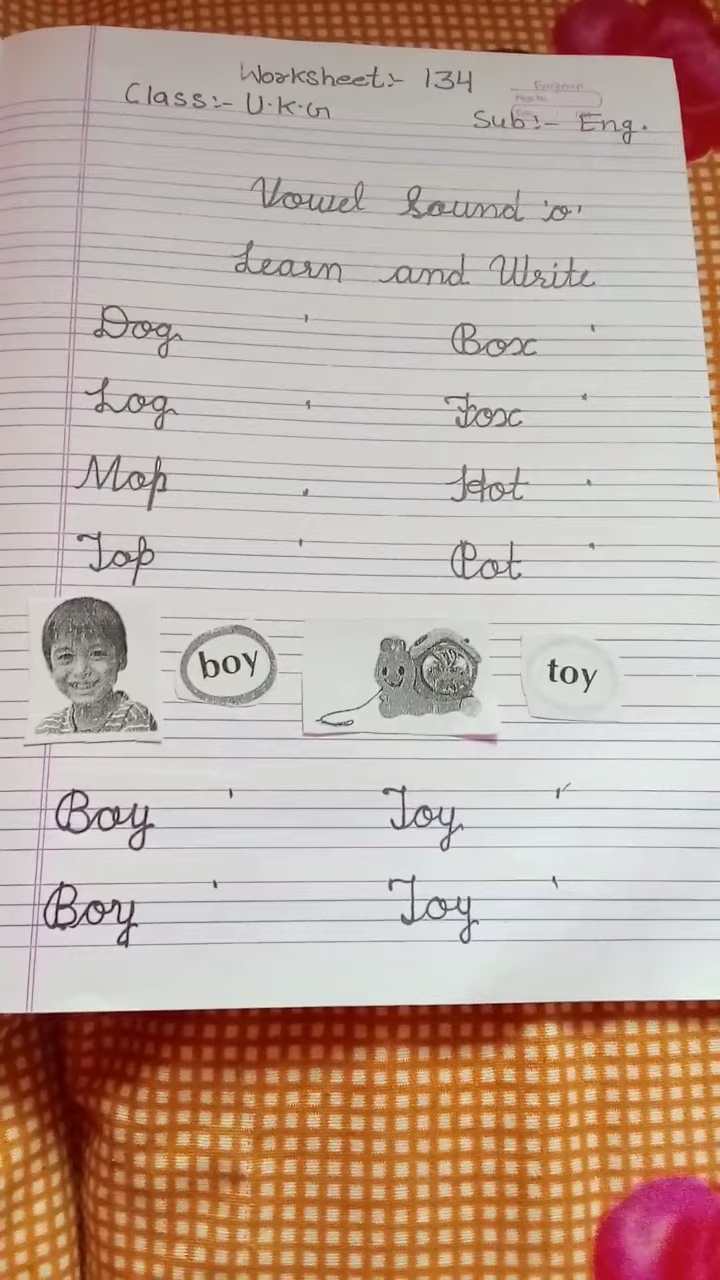 Worksheet:- 134
Class:- U.K.G
Sub:- Eng.
Vowel Sound 'o'
Learn and Write
Dog Box
Log Fox
Mop Hot
Top Pot
boy toy
Boy Toy
Boy Toy